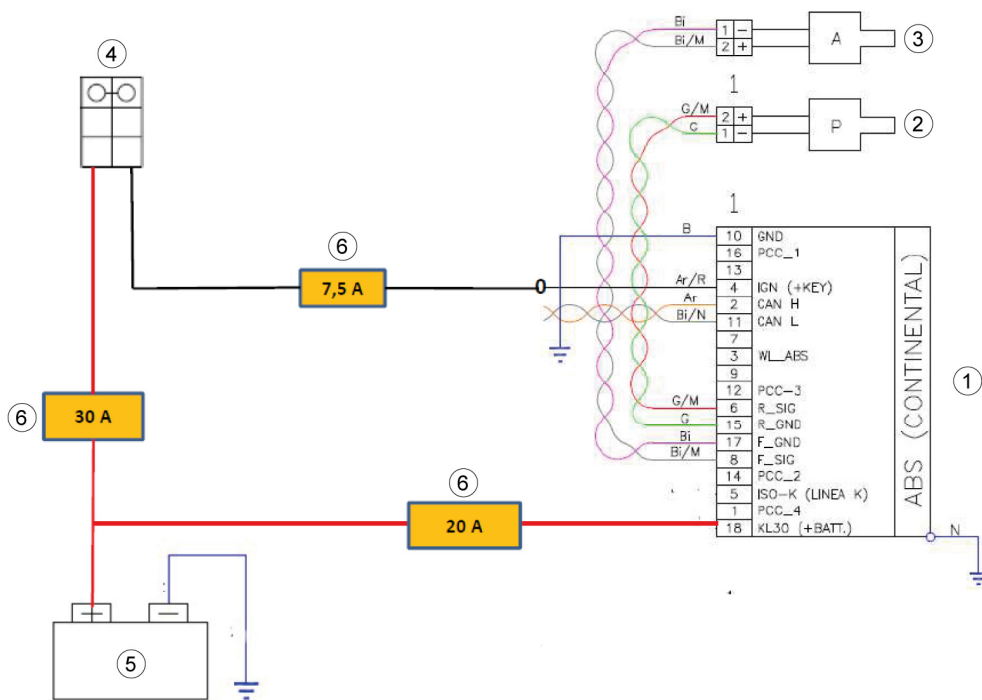 Bi 1 − A 3
Bi/M 2 +
4
1
G/M 2 + P 2
G 1 −
1
B 10 GND
16 PCC_1
6
13
7,5 A 0 Ar/R 4 IGN (+KEY)
Ar 2 CAN H
Bi/N 11 CAN L
7
3 WL_ABS
9
12 PCC-3
1
ABS (CONTINENTAL)
G/M 6 R_SIG
6 30 A
G 15 R_GND
Bi 17 F_GND
Bi/M 8 F_SIG
14 PCC_2
6
5 ISO-K (LINEA K)
1 PCC_4
20 A 18 KL30 (+BATT.)
N
+ −
5